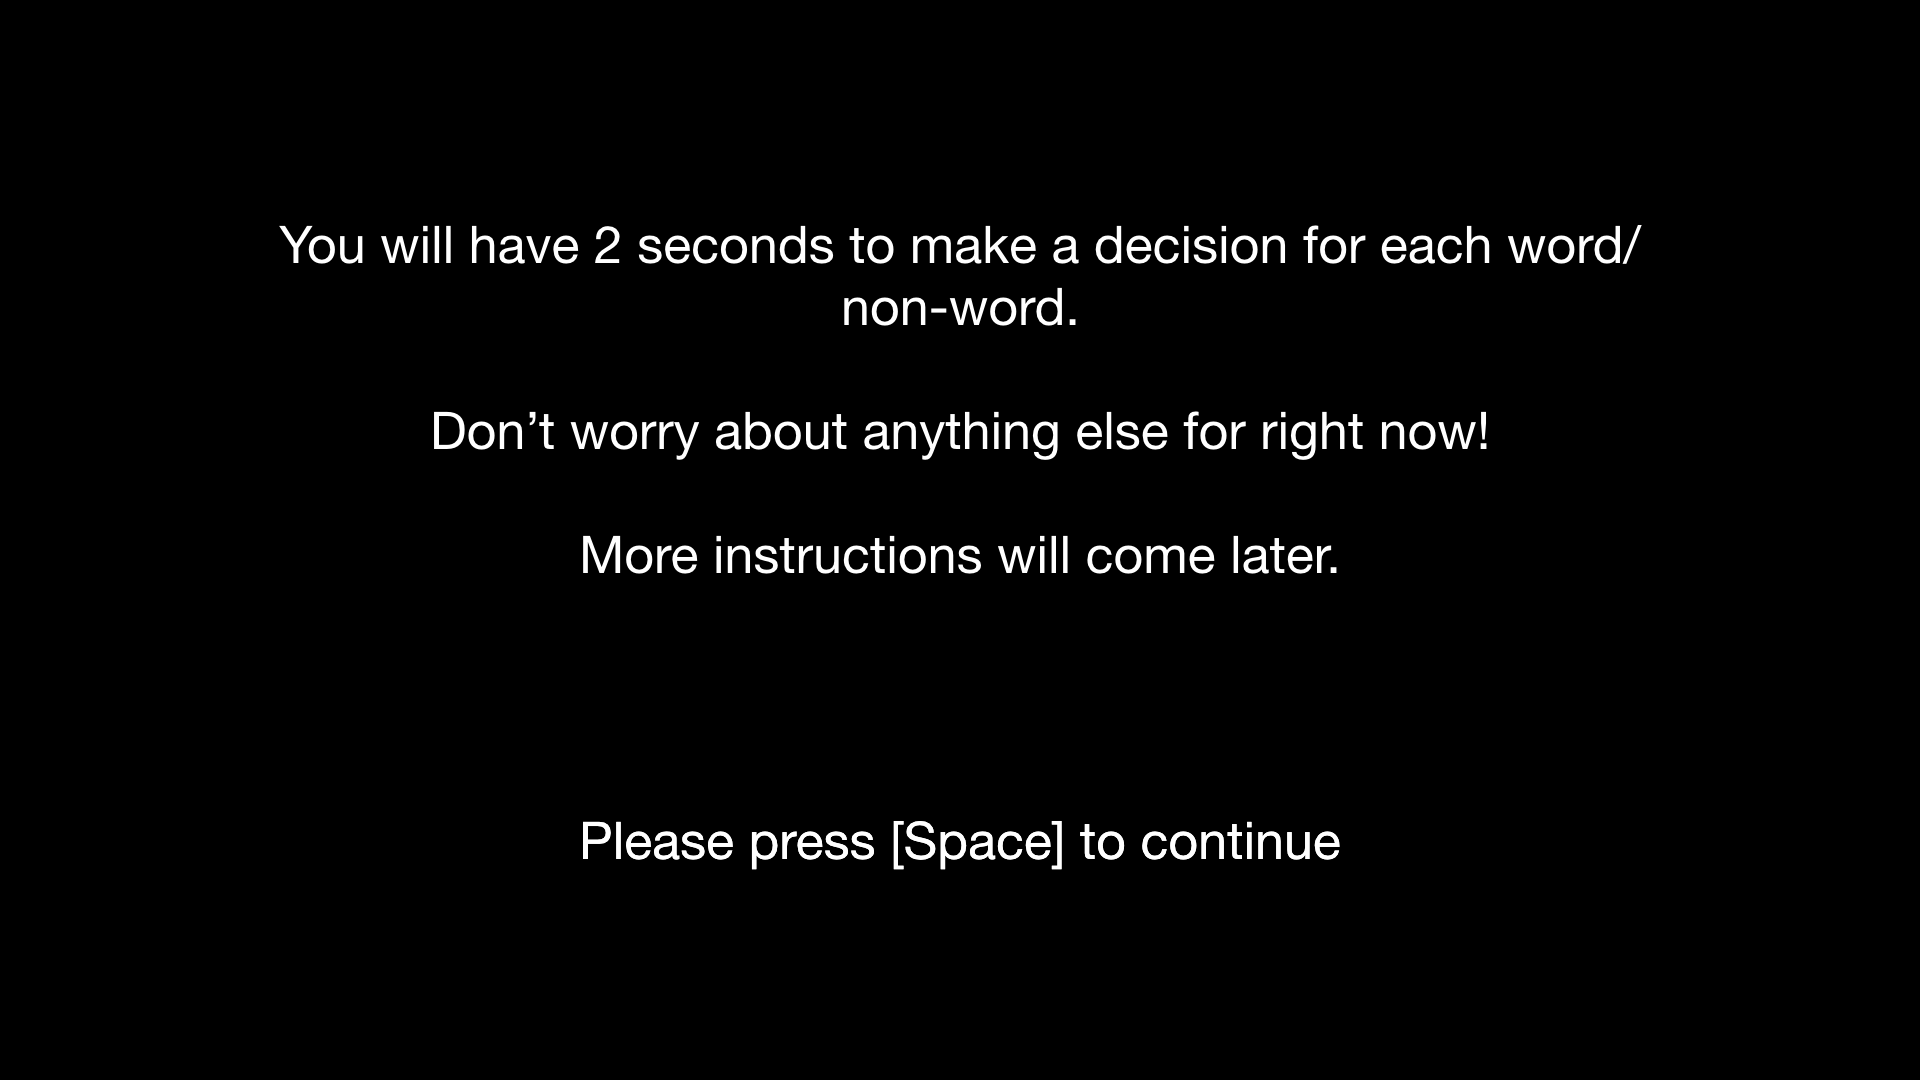 You will have 2 seconds to make a decision for each word/
non-word.
Don’t worry about anything else for right now!
More instructions will come later.
Please press [Space] to continue